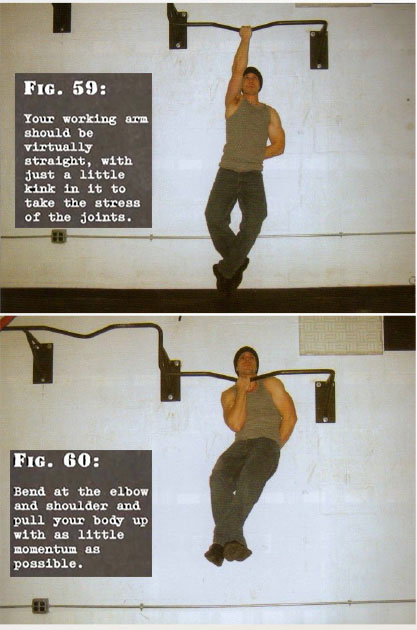 FIG. 59:
Your working arm
should be
virtually
straight, with
just a little
kink in it to
take the stress
of the joints.
FIG. 60:
Bend at the elbow
and shoulder and
pull your body up
with as little
momentum as
possible.